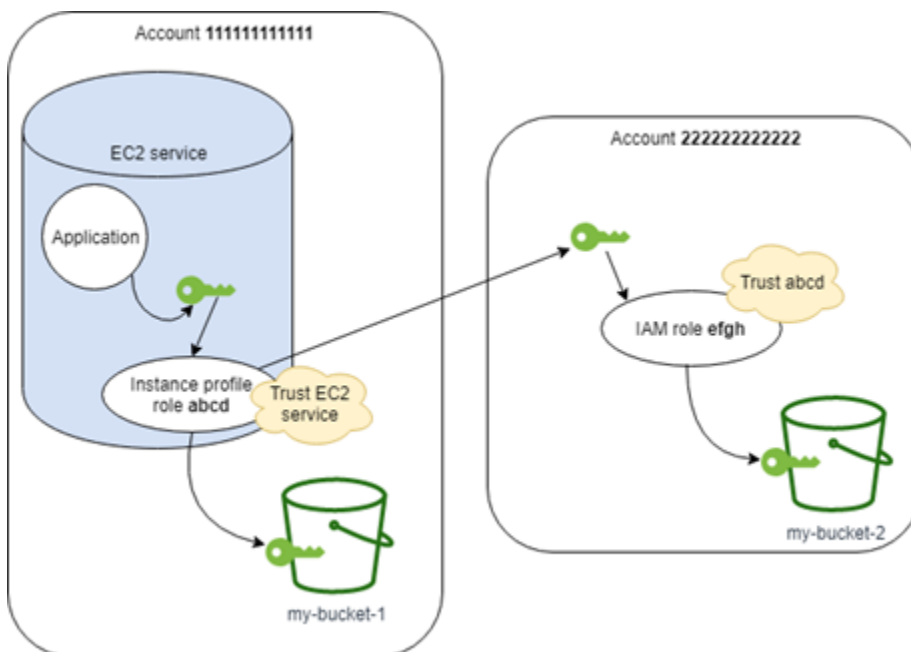 Account 111111111111
EC2 service
Application
Instance profile
role abcd
Trust EC2
service
my-bucket-1
Account 222222222222
Trust abcd
IAM role efgh
my-bucket-2